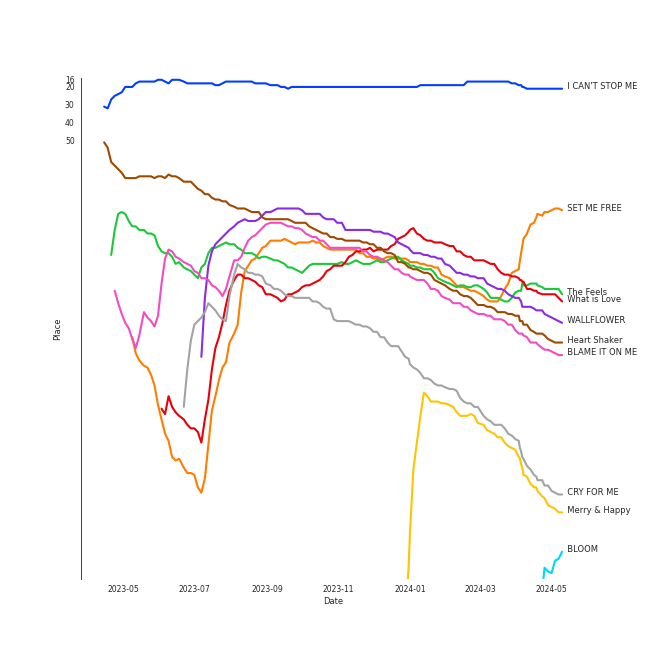 16
20
30
40
50
Place
I CAN'T STOP ME
SET ME FREE
The Feels
What is Love
WALLFLOWER
Heart Shaker
BLAME IT ON ME
CRY FOR ME
Merry & Happy
BLOOM
2023-05 2023-07 2023-09 2023-11 2024-01 2024-03 2024-05
Date